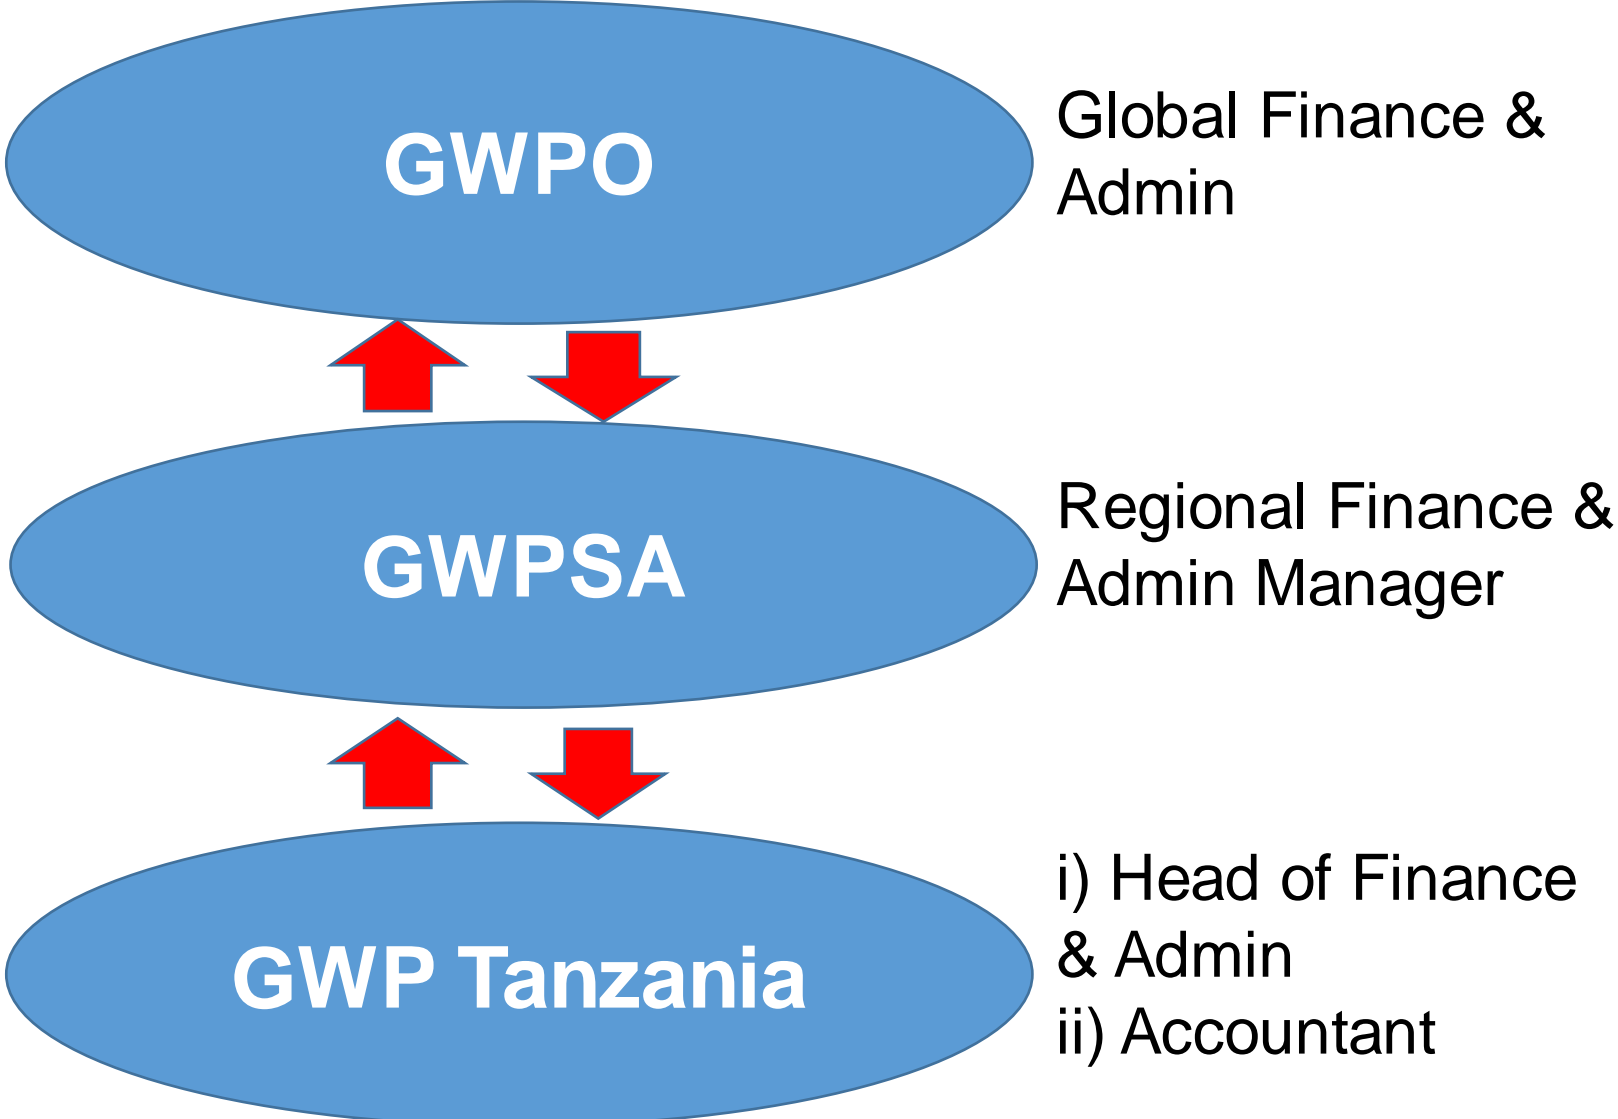 GWPO
Global Finance &
Admin
GWPSA
Regional Finance &
Admin Manager
GWP Tanzania
i) Head of Finance
& Admin
ii) Accountant